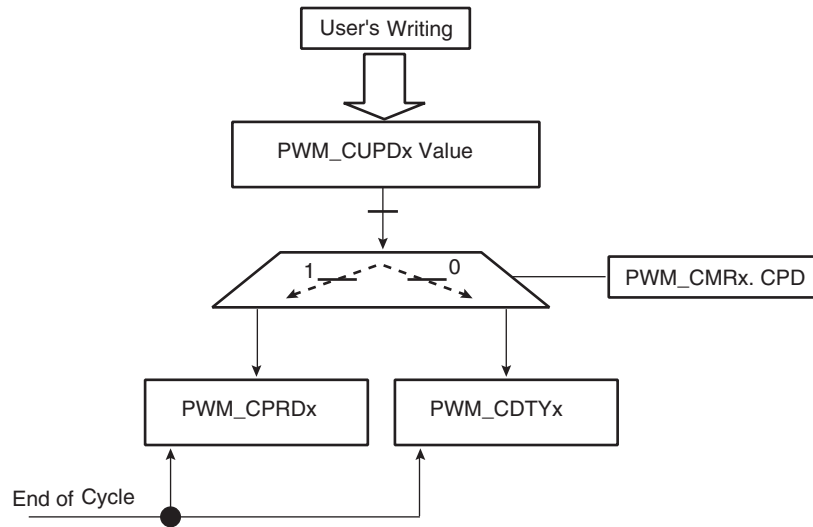 User's Writing
PWM_CUPDx Value
1
0
PWM_CMRx. CPD
PWM_CPRDx
PWM_CDTYx
End of Cycle